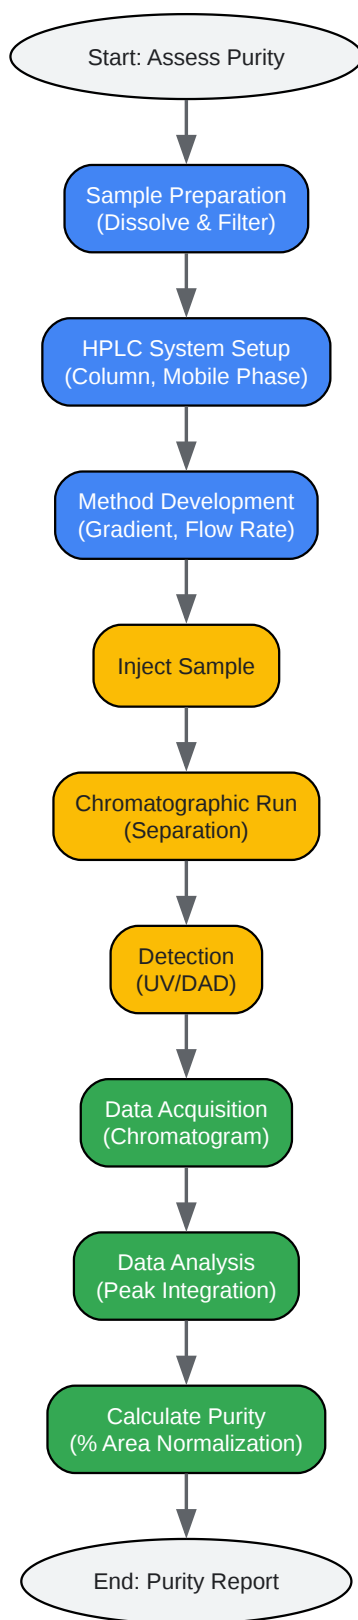 Start: Assess Purity
Sample Preparation
(Dissolve & Filter)
HPLC System Setup
(Column, Mobile Phase)
Method Development
(Gradient, Flow Rate)
Inject Sample
Chromatographic Run
(Separation)
Detection
(UV/DAD)
Data Acquisition
(Chromatogram)
Data Analysis
(Peak Integration)
Calculate Purity
(% Area Normalization)
End: Purity Report